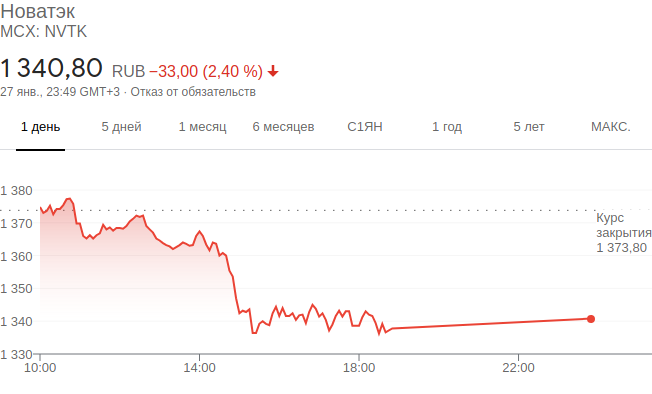 Новатэк
MCX: NVTK
1 340,80 RUB −33,00 (2,40 %)
27 янв., 23:49 GMT+3 · Отказ от обязательств
1 день 5 дней 1 месяц 6 месяцев С1ЯН 1 год 5 лет МАКС.
1 380
1 370
1 360
1 350
1 340
1 330
Курс
закрытия
1 373,80
10:00 14:00 18:00 22:00